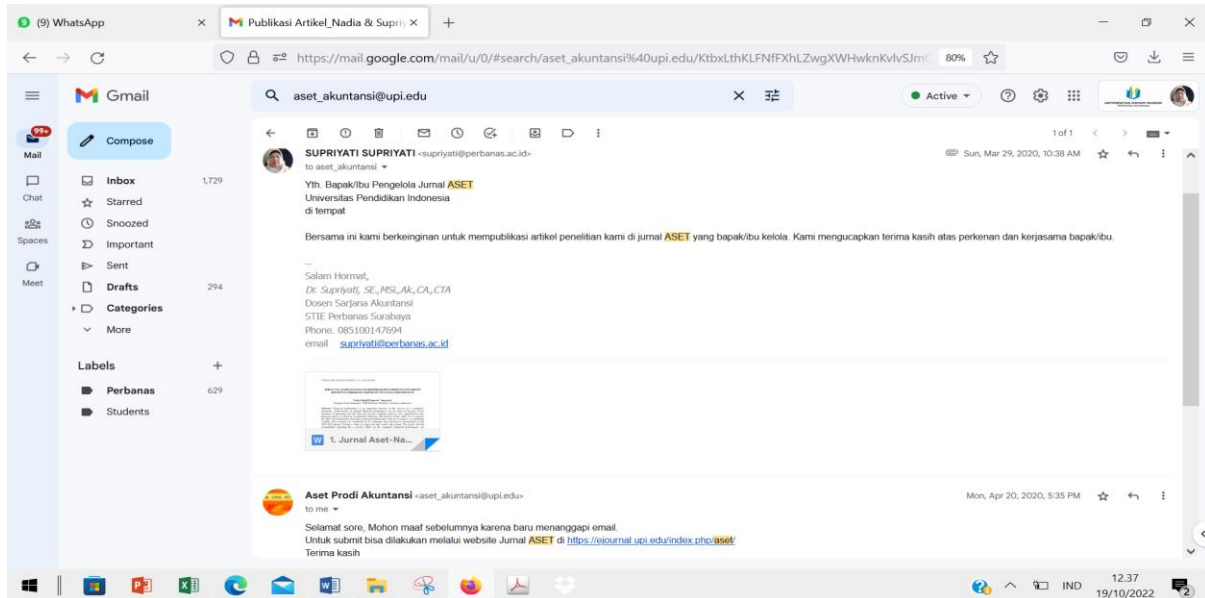 (9) WhatsApp
Publikasi Artikel_Nadia & Supriy
https://mail.google.com/mail/u/0/#search/aset_akuntansi%40upi.edu/KtbxLthKLFNfFXhLZwgXWHwknKvlvSJm
80%
Gmail
aset_akuntansi@upi.edu
Active
99+
Mail
Compose
1 of 1
SUPRIYATI SUPRIYATI <supriyati@perbanas.ac.id>
Sun, Mar 29, 2020, 10:38 AM
to aset_akuntansi
Chat
Spaces
Meet
Inbox 1,729
Starred
Snoozed
Important
Sent
Drafts 294
Categories
More
Labels
Perbanas 629
Students
Yth. Bapak/Ibu Pengelola Jurnal ASET
Universitas Pendidikan Indonesia
di tempat
Bersama ini kami berkeinginan untuk mempublikasi artikel penelitian kami di jurnal ASET yang bapak/ibu kelola. Kami mengucapkan terima kasih atas perkenan dan kerjasama bapak/ibu.
--
Salam Hormat,
Dr. Supriyati, SE.,MSi.,Ak.,CA.,CTA
Dosen Sarjana Akuntansi
STIE Perbanas Surabaya
Phone. 085100147694
email supriyati@perbanas.ac.id
W 1. Jurnal Aset-Na...
Aset Prodi Akuntansi <aset_akuntansi@upi.edu>
Mon, Apr 20, 2020, 5:35 PM
to me
Selamat sore, Mohon maaf sebelumnya karena baru menanggapi email.
Untuk submit bisa dilakukan melalui website Jurnal ASET di https://ejournal.upi.edu/index.php/aset/
Terima kasih
IND
12.37
19/10/2022
2